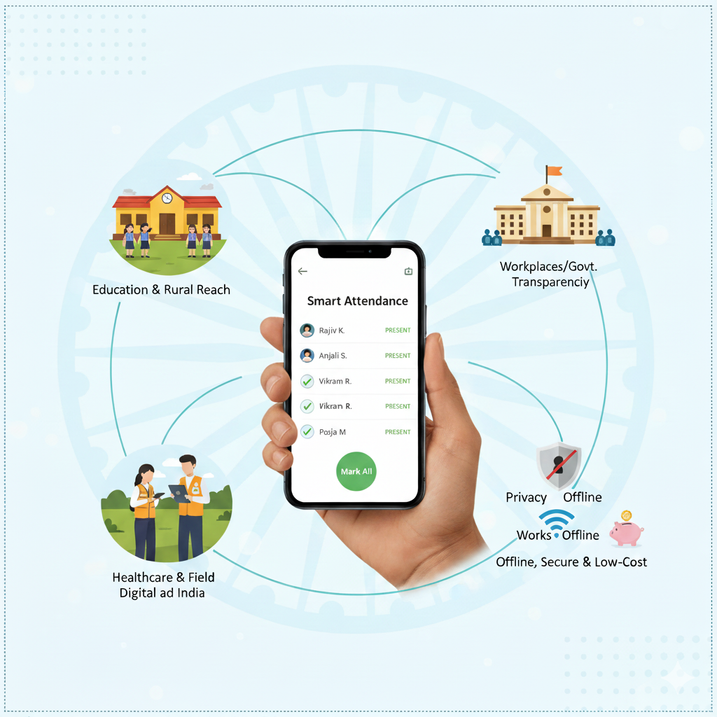 Education & Rural Reach
Workplaces/Govt.
Transparenciy
Smart Attendance
Rajiv K. PRESENT
Anjali S. PRESENT
Vikram R. PRESENT
Vikram R. PRESENT
Posja M PRESENT
Mark All
Privacy Offline
Works Offline
Offline, Secure & Low-Cost
Healthcare & Field
Digital ad India